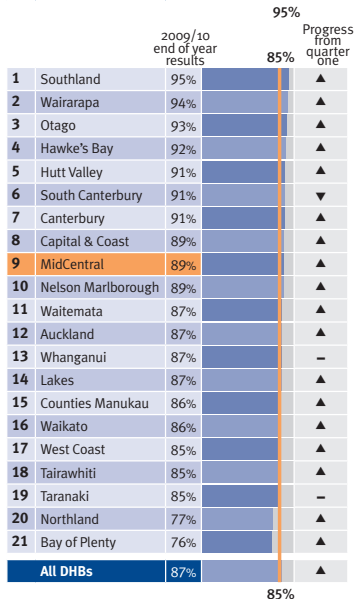 95%
2009/10
end of year
results
85%
Progress
from
quarter
one
1 Southland 95% ▲
2 Wairarapa 94% ▲
3 Otago 93% ▲
4 Hawke's Bay 92% ▲
5 Hutt Valley 91% ▲
6 South Canterbury 91% ▼
7 Canterbury 91% ▲
8 Capital & Coast 89% ▲
9 MidCentral 89% ▲
10 Nelson Marlborough 89% ▲
11 Waitemata 87% ▲
12 Auckland 87% ▲
13 Whanganui 87% –
14 Lakes 87% ▲
15 Counties Manukau 86% ▲
16 Waikato 86% ▲
17 West Coast 85% ▲
18 Tairawhiti 85% ▲
19 Taranaki 85% –
20 Northland 77% ▲
21 Bay of Plenty 76% ▲
All DHBs 87% ▲
85%